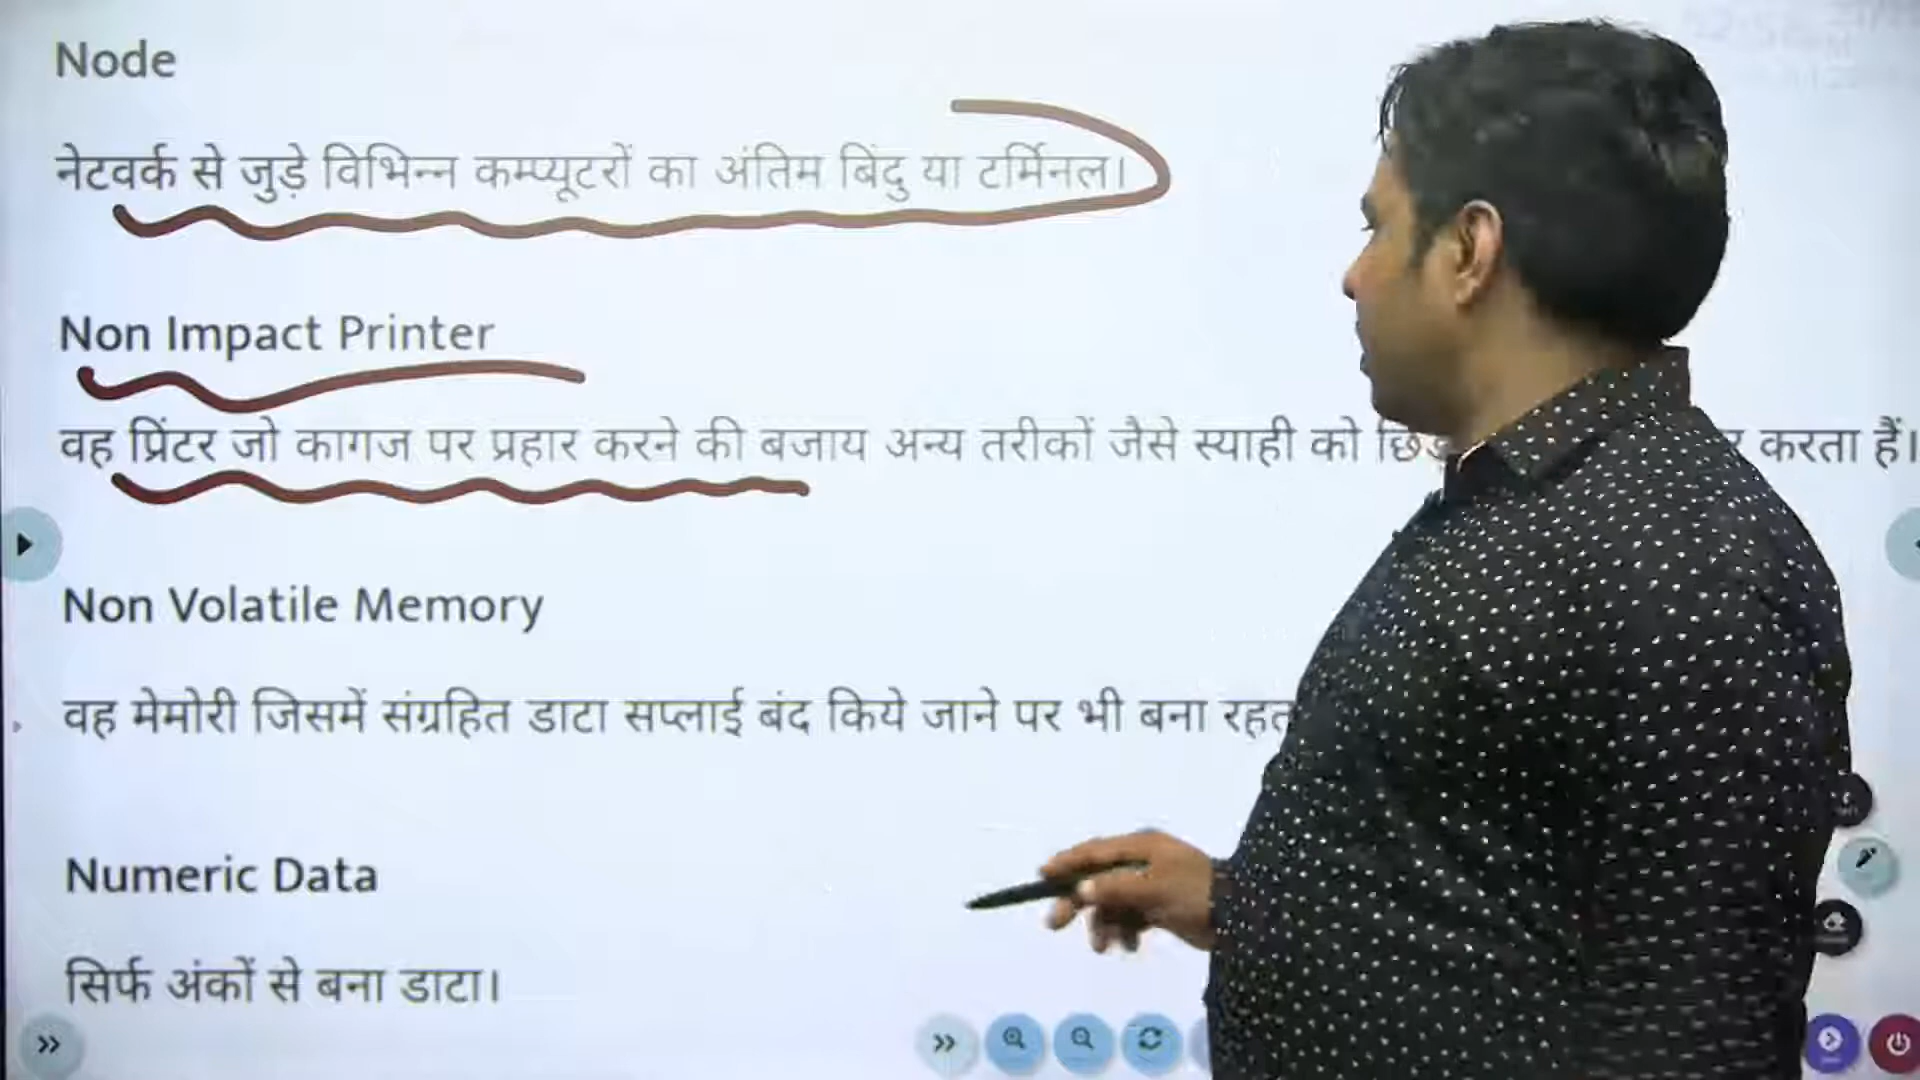 Node
नेटवर्क से जुड़े विभिन्न कम्प्यूटरों का अंतिम बिंदु या टर्मिनल।
Non Impact Printer
वह प्रिंटर जो कागज पर प्रहार करने की बजाय अन्य तरीकों जैसे स्याही को करता हैं।
Non Volatile Memory
वह मेमोरी जिसमें संग्रहित डाटा सप्लाई बंद किये जाने पर भी बना
Numeric Data
सिर्फ अंकों से बना डाटा।